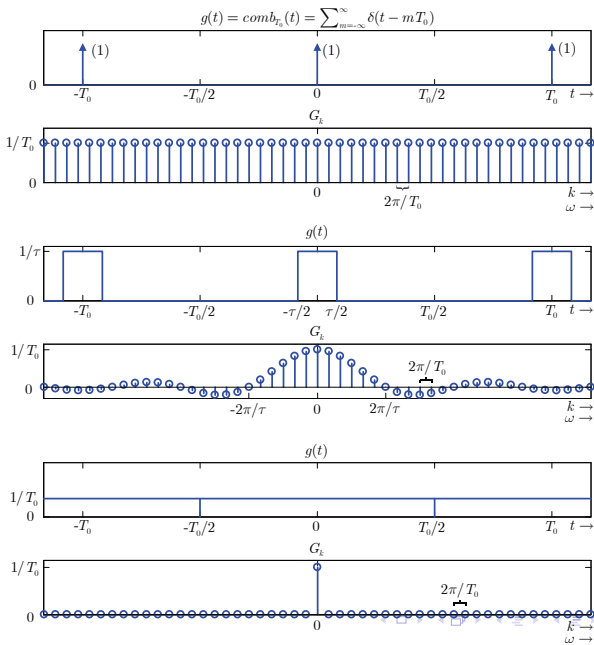 g(t) = comb_{T_0}(t) = \sum_{m=-\infty}^{\infty} δ(t − mT_0)
(1) (1) (1)
0
-T_0 -T_0/2 0 T_0/2 T_0 t →
G_k
1/T_0
0
0 k →
2π/T_0 ω →
g(t)
1/τ
0
-T_0 -T_0/2 -τ/2 τ/2 T_0/2 T_0 t →
G_k
1/T_0
2π/T_0
0
-2π/τ 0 2π/τ k →
ω →
g(t)
1/T_0
0
-T_0 -T_0/2 0 T_0/2 T_0 t →
G_k
1/T_0
2π/T_0
0
0 k →
ω →